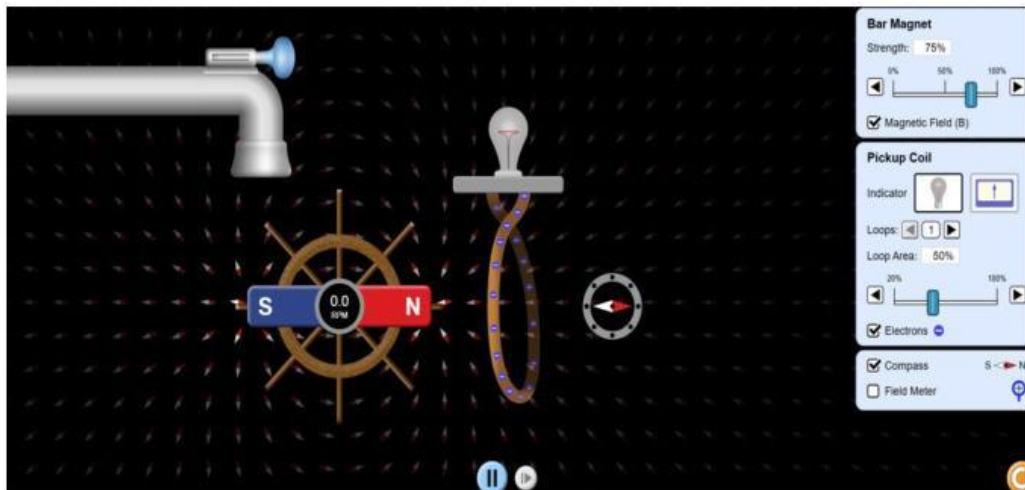 Bar Magnet
Strength: 75%
0% 50% 100%
Magnetic Field (B)
Pickup Coil
Indicator
Loops: 1
Loop Area: 50%
20% 100%
Electrons
Compass S N
Field Meter
S 0.0 N
RPM